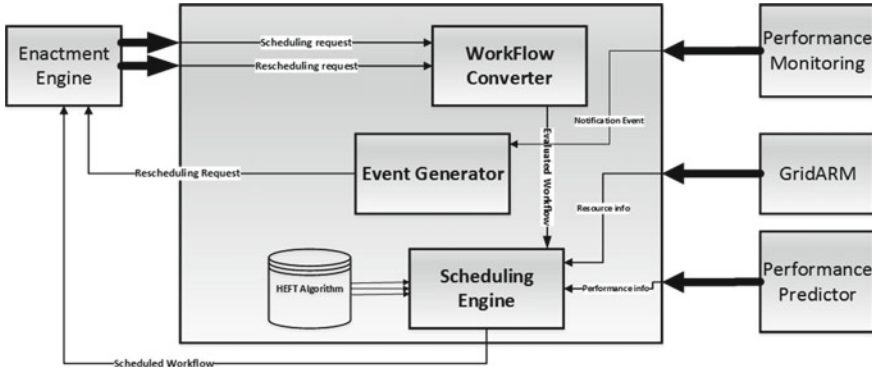 Enactment
Engine
Scheduling request
Rescheduling request
WorkFlow
Converter
Performance
Monitoring
Notification Event
Evaluated Workflow
Event Generator
Rescheduling Request
GridARM
Resource info
HEFT Algorithm
Scheduling
Engine
Performance info
Performance
Predictor
Scheduled Workflow